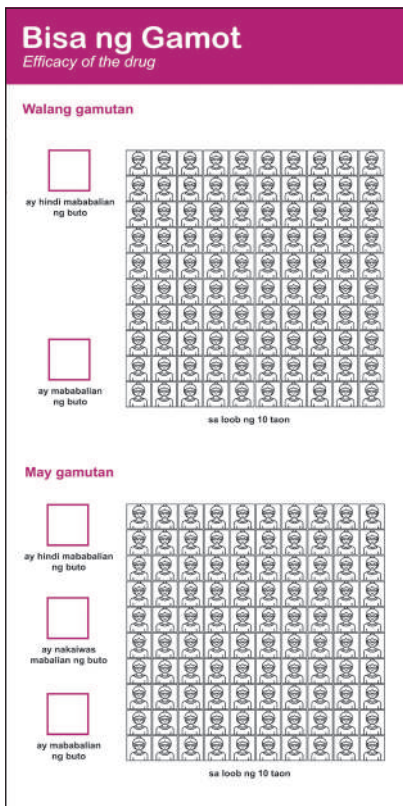 Bisa ng Gamot
Efficacy of the drug
Walang gamutan
ay hindi mababalian
ng buto
ay mababalian
ng buto
sa loob ng 10 taon
May gamutan
ay hindi mababalian
ng buto
ay nakaiwas
mabalian ng buto
ay mababalian
ng buto
sa loob ng 10 taon